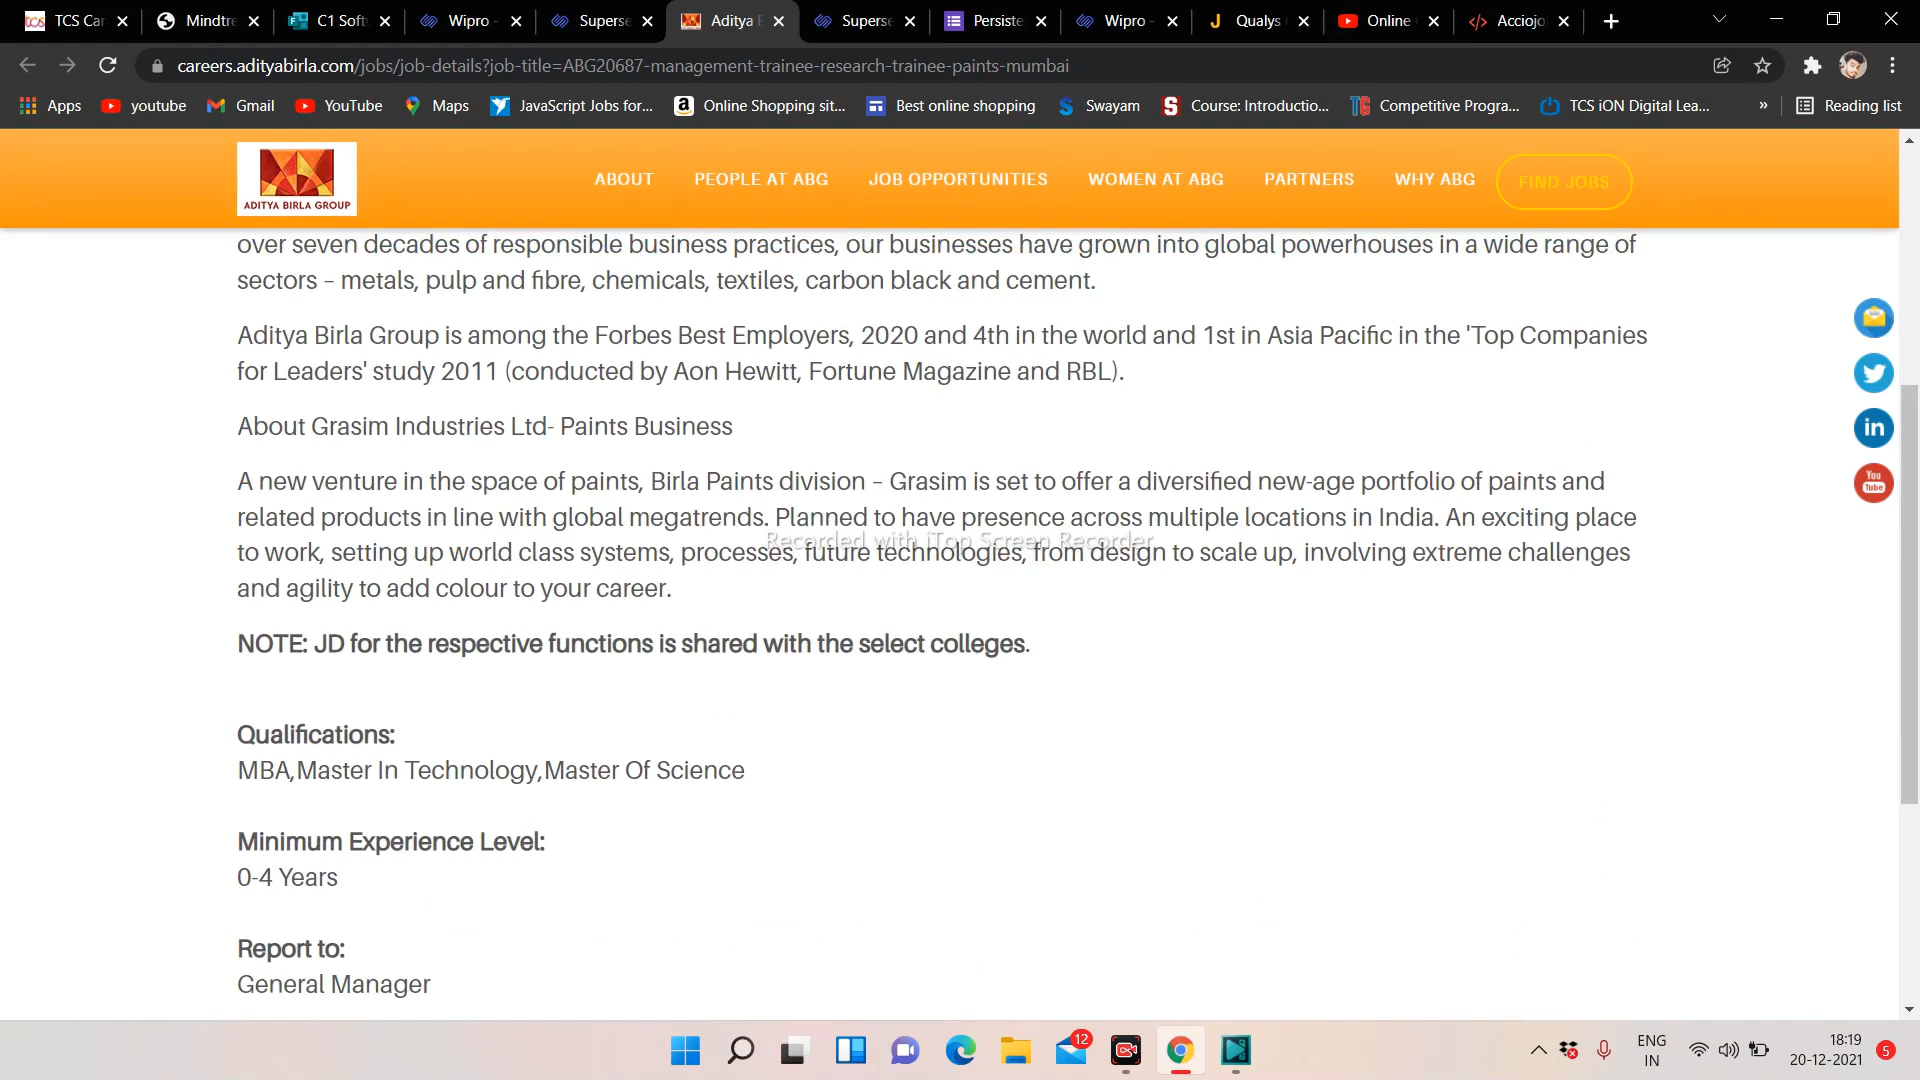 TCS Car
Mindtre
C1 Softv
Wipro -
Superse
Aditya B
Superse
Persiste
Wipro -
Qualys
Online
Acciojo
careers.adityabirla.com/jobs/job-details?job-title=ABG20687-management-trainee-research-trainee-paints-mumbai
Apps
youtube
Gmail
YouTube
Maps
JavaScript Jobs for...
Online Shopping sit...
Best online shopping
Swayam
Course: Introductio...
Competitive Progra...
TCS iON Digital Lea...
»
Reading list
ADITYA BIRLA GROUP
ABOUT
PEOPLE AT ABG
JOB OPPORTUNITIES
WOMEN AT ABG
PARTNERS
WHY ABG
FIND JOBS
over seven decades of responsible business practices, our businesses have grown into global powerhouses in a wide range of
sectors – metals, pulp and fibre, chemicals, textiles, carbon black and cement.
Aditya Birla Group is among the Forbes Best Employers, 2020 and 4th in the world and 1st in Asia Pacific in the 'Top Companies
for Leaders' study 2011 (conducted by Aon Hewitt, Fortune Magazine and RBL).
About Grasim Industries Ltd- Paints Business
A new venture in the space of paints, Birla Paints division – Grasim is set to offer a diversified new-age portfolio of paints and
related products in line with global megatrends. Planned to have presence across multiple locations in India. An exciting place
Recorded with iTop Screen Recorder
to work, setting up world class systems, processes, future technologies, from design to scale up, involving extreme challenges
and agility to add colour to your career.
NOTE: JD for the respective functions is shared with the select colleges.
Qualifications:
MBA,Master In Technology,Master Of Science
Minimum Experience Level:
0-4 Years
Report to:
General Manager
in
You
Tube
12
ENG
IN
18:19
20-12-2021
5